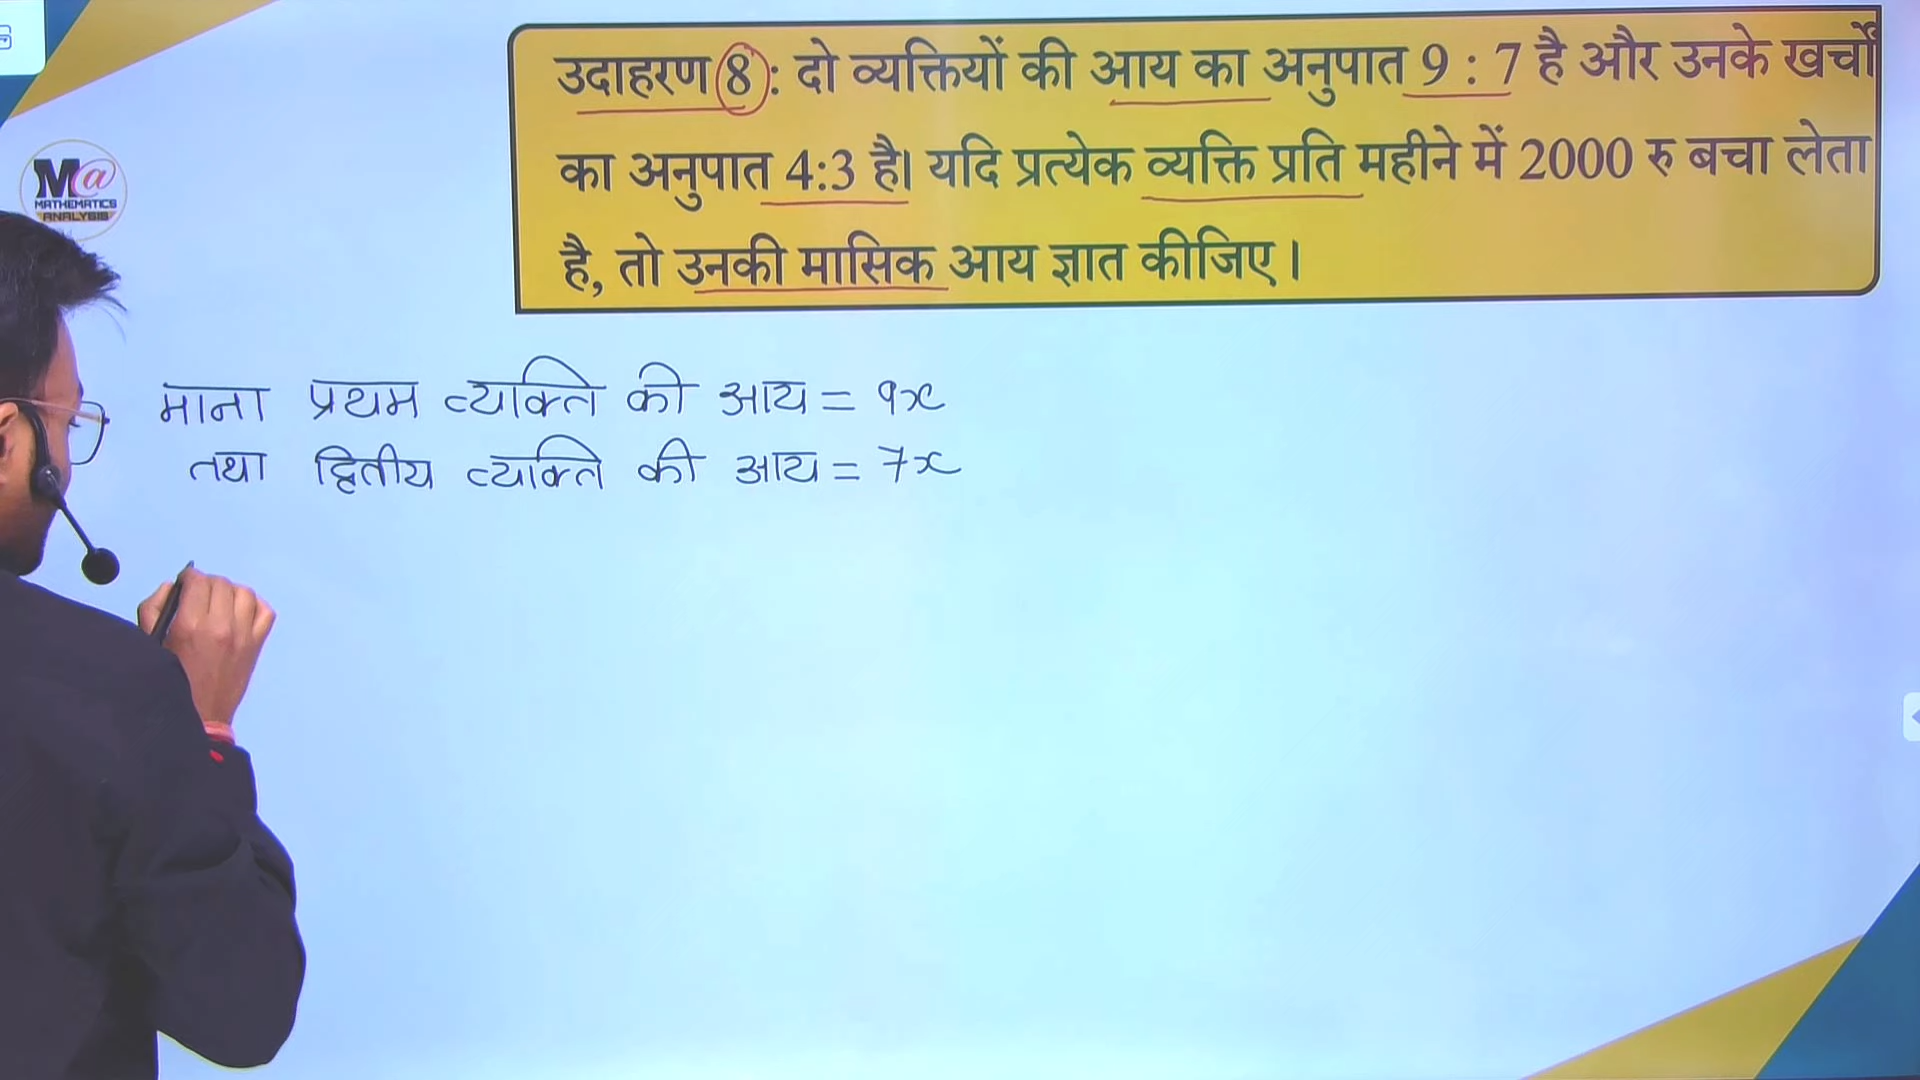 उदाहरण 8 : दो व्यक्तियों की आय का अनुपात 9 : 7 है और उनके खर्चों
का अनुपात 4:3 है। यदि प्रत्येक व्यक्ति प्रति महीने में 2000 रु बचा लेता
है, तो उनकी मासिक आय ज्ञात कीजिए।
M@
MATHEMATICS
ANALYSIS
माना प्रथम व्यक्ति की आय = 9x
तथा द्वितीय व्यक्ति की आय = 7x